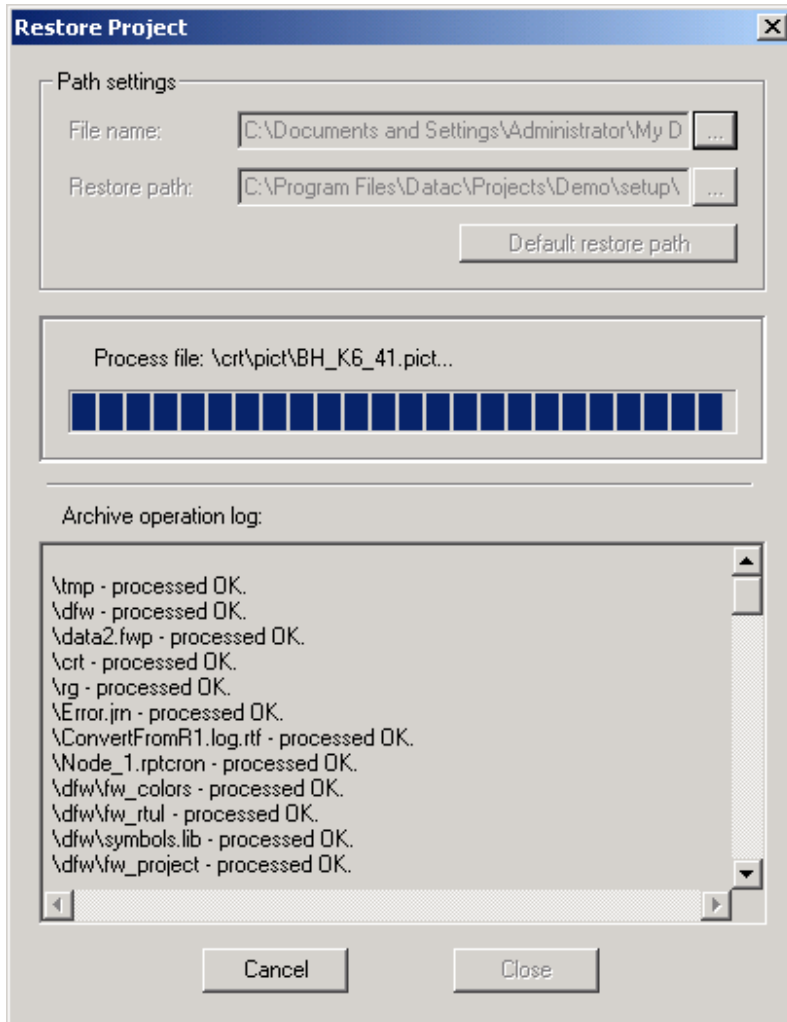 Restore Project
Path settings
File name: C:\Documents and Settings\Administrator\My D ...
Restore path: C:\Program Files\Datac\Projects\Demo\setup\ ...
Default restore path
Process file: \crt\pict\BH_K6_41.pict...
Archive operation log:
\tmp - processed OK.
\dfw - processed OK.
\data2.fwp - processed OK.
\crt - processed OK.
\rg - processed OK.
\Error.jrn - processed OK.
\ConvertFromR1.log.rtf - processed OK.
\Node_1.rptcron - processed OK.
\dfw\fw_colors - processed OK.
\dfw\fw_rtul - processed OK.
\dfw\symbols.lib - processed OK.
\dfw\fw_project - processed OK.
Cancel Close